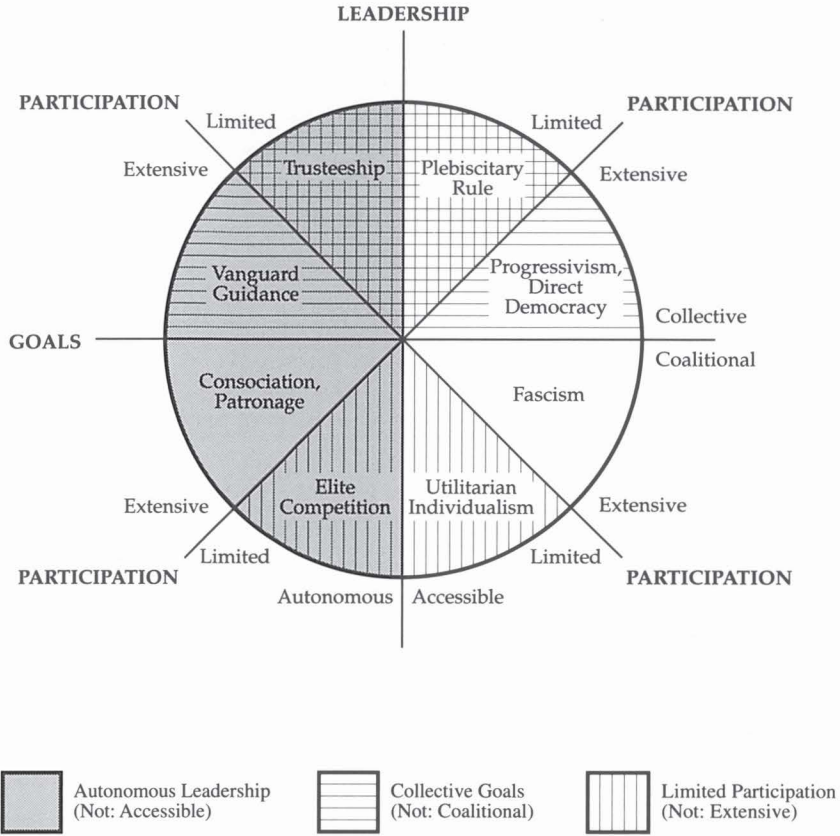 LEADERSHIP
PARTICIPATION
PARTICIPATION
Limited
Limited
Extensive
Extensive
Trusteeship
Plebiscitary
Rule
Vanguard
Guidance
Progressivism,
Direct
Democracy
Collective
GOALS
Coalitional
Consociation,
Patronage
Fascism
Elite
Competition
Utilitarian
Individualism
Extensive
Extensive
Limited
Limited
PARTICIPATION
PARTICIPATION
Autonomous
Accessible
Autonomous Leadership
(Not: Accessible)
Collective Goals
(Not: Coalitional)
Limited Participation
(Not: Extensive)